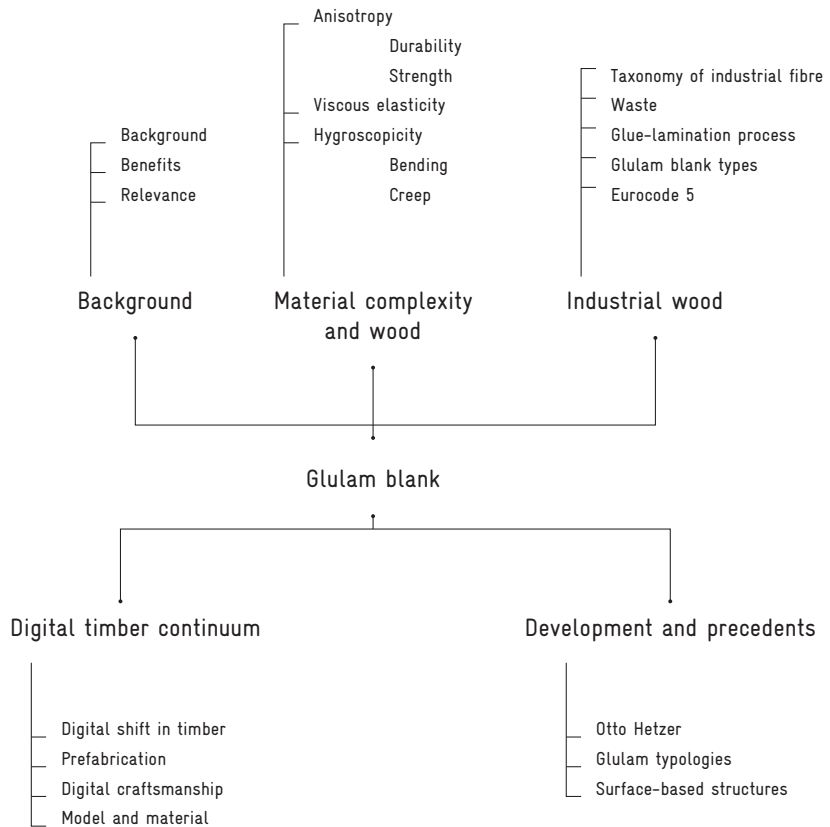 Background
Benefits
Relevance
Background
Anisotropy
Durability
Strength
Viscous elasticity
Hygroscopicity
Bending
Creep
Material complexity
and wood
Taxonomy of industrial fibre
Waste
Glue-lamination process
Glulam blank types
Eurocode 5
Industrial wood
Glulam blank
Digital timber continuum
Digital shift in timber
Prefabrication
Digital craftsmanship
Model and material
Development and precedents
Otto Hetzer
Glulam typologies
Surface-based structures